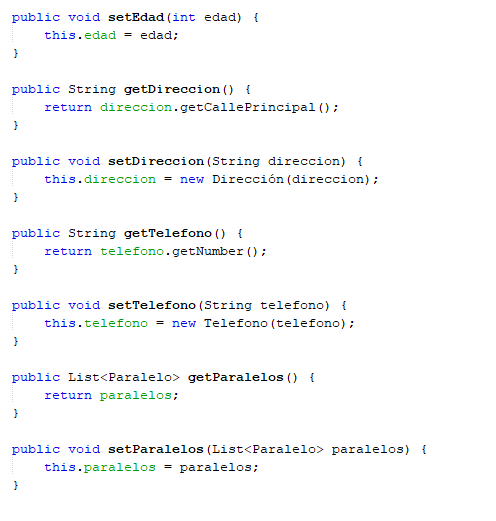 public void setEdad(int edad) {
    this.edad = edad;
}

public String getDireccion() {
    return direccion.getCallePrincipal();
}

public void setDireccion(String direccion) {
    this.direccion = new Dirección(direccion);
}

public String getTelefono() {
    return telefono.getNumber();
}

public void setTelefono(String telefono) {
    this.telefono = new Telefono(telefono);
}

public List<Paralelo> getParalelos() {
    return paralelos;
}

public void setParalelos(List<Paralelo> paralelos) {
    this.paralelos = paralelos;
}